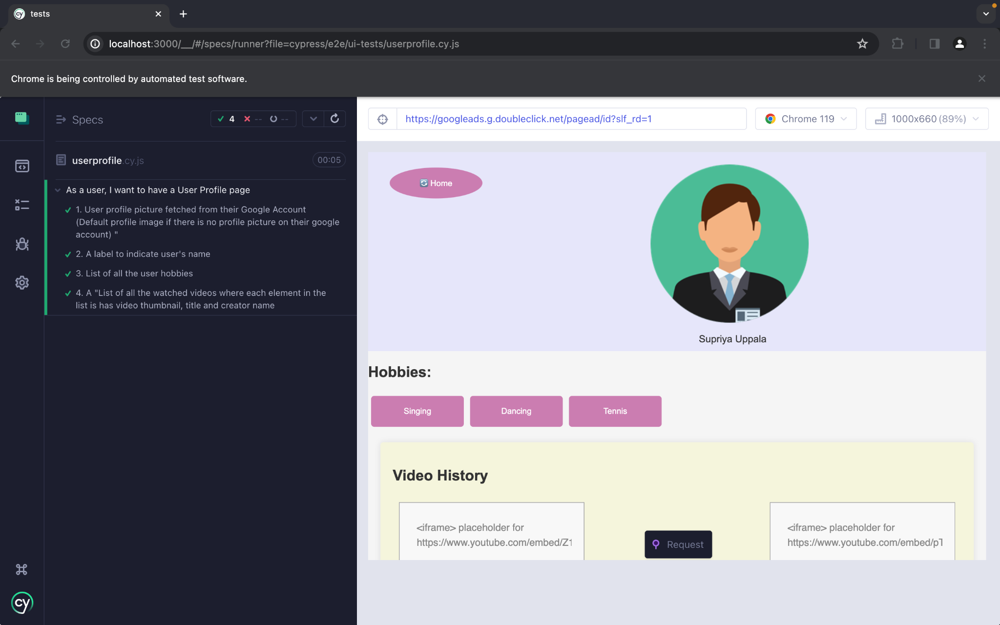 tests
localhost:3000/__/#/specs/runner?file=cypress/e2e/ui-tests/userprofile.cy.js
Chrome is being controlled by automated test software.
Specs
4 -- --
userprofile.cy.js
00:05
As a user, I want to have a User Profile page
1. User profile picture fetched from their Google Account
(Default profile image if there is no profile picture on their google
account) "
2. A label to indicate user's name
3. List of all the user hobbies
4. A "List of all the watched videos where each element in the
list is has video thumbnail, title and creator name
cy
https://googleads.g.doubleclick.net/pagead/id?slf_rd=1
Chrome 119
1000x660 (89%)
Home
Supriya Uppala
Hobbies:
Singing
Dancing
Tennis
Video History
<iframe> placeholder for
https://www.youtube.com/embed/Z1
Request
<iframe> placeholder for
https://www.youtube.com/embed/pT